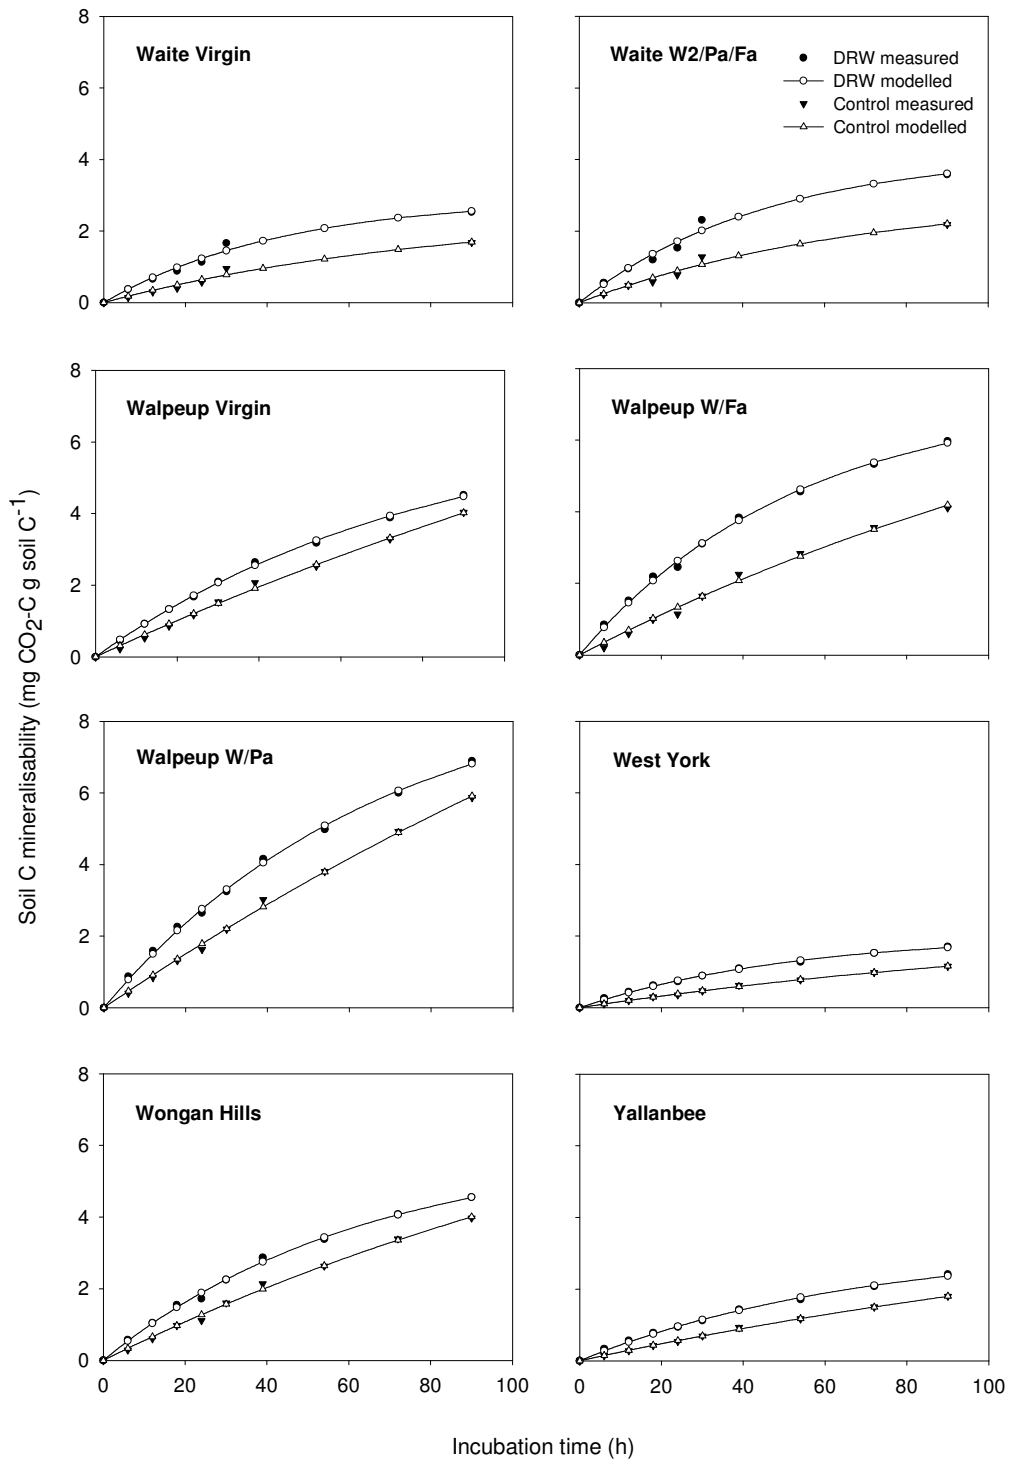 8
6
4
2
0
Waite Virgin
Waite W2/Pa/Fa
DRW measured
DRW modelled
Control measured
Control modelled
8
6
4
2
0
Walpeup Virgin
Walpeup W/Fa
Soil C mineralisability (mg CO2-C g soil C-1)
8
6
4
2
0
Walpeup W/Pa
West York
8
6
4
2
0
Wongan Hills
Yallanbee
0 20 40 60 80 100
0 20 40 60 80 100
Incubation time (h)